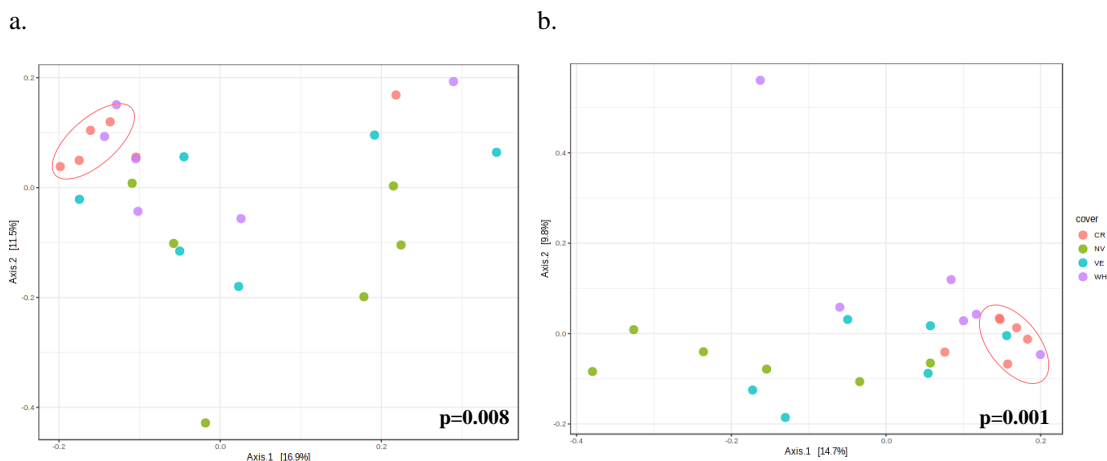 a.
b.
0.2
0.0
-0.2
-0.4
Axis.2 [11.5%]
-0.2
0.0
0.2
Axis.1 [16.9%]
p=0.008
0.6
0.4
0.2
0.0
-0.2
Axis.2 [9.8%]
-0.4
-0.2
0.0
0.2
Axis.1 [14.7%]
p=0.001
cover
CR
NV
VE
WH